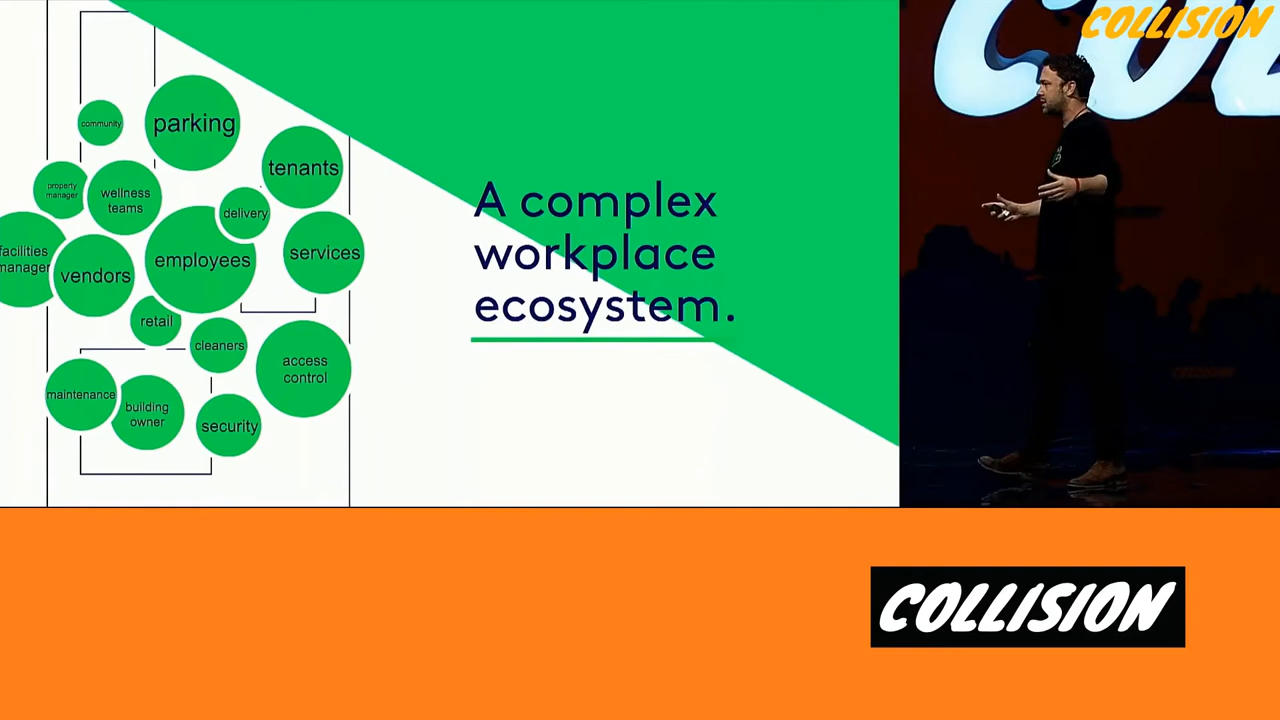 COLLISION
community
parking
tenants
property
manager
wellness
teams
delivery
facilities
manager
vendors
employees
services
retail
cleaners
access
control
maintenance
building
owner
security
A complex
workplace
ecosystem.
COLLISION